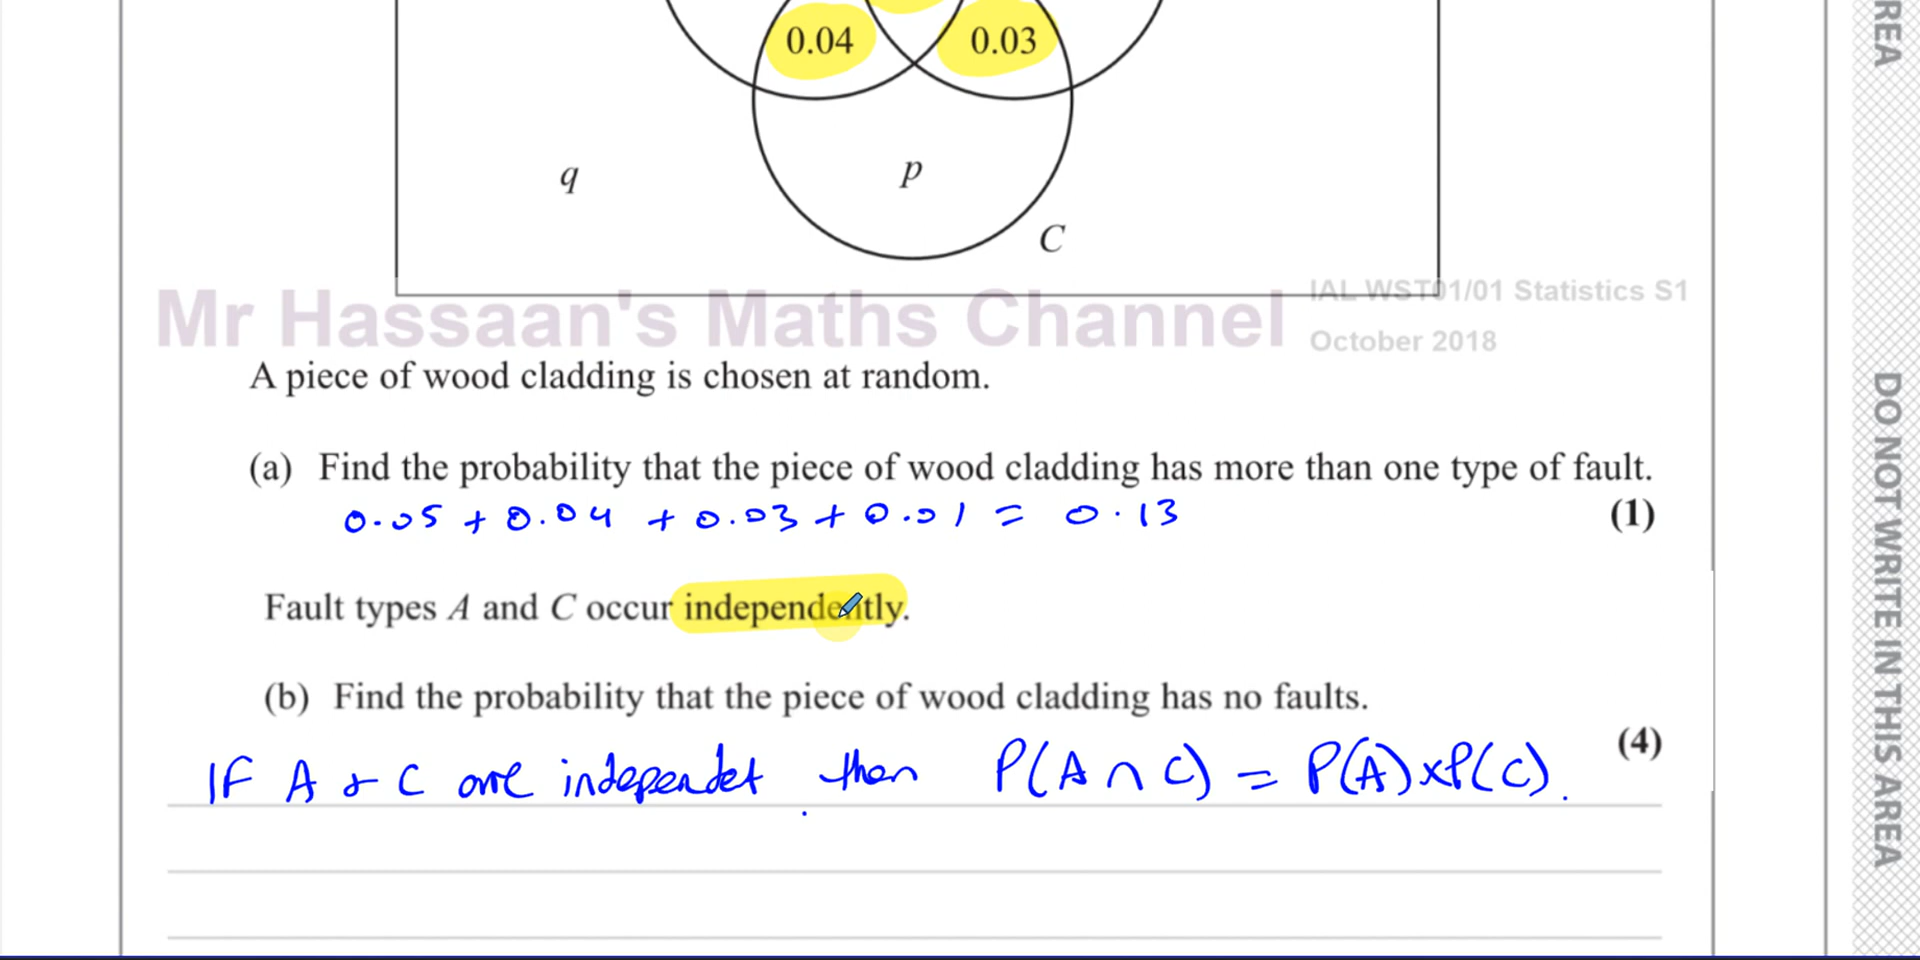 0.04
0.03
q
p
C
Mr Hassaan's Maths Channel
IAL WST01/01 Statistics S1
October 2018
A piece of wood cladding is chosen at random.
(a) Find the probability that the piece of wood cladding has more than one type of fault.
0.05 + 0.04 + 0.03 + 0.01 = 0.13
(1)
Fault types A and C occur independently.
(b) Find the probability that the piece of wood cladding has no faults.
(4)
IF A & C are independet then P(A ∩ C) = P(A)xP(C).
REA
DO NOT WRITE IN THIS AREA